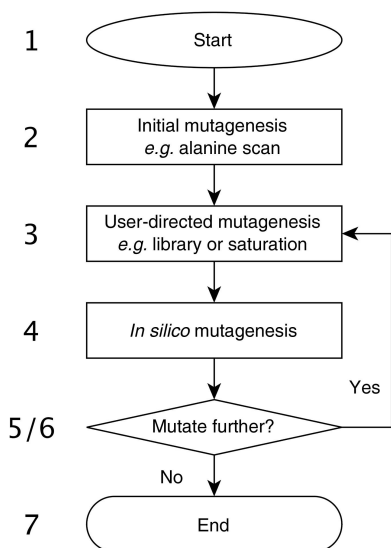 1
Start
2
Initial mutagenesis
e.g. alanine scan
3
User-directed mutagenesis
e.g. library or saturation
4
In silico mutagenesis
Yes
5/6
Mutate further?
No
7
End